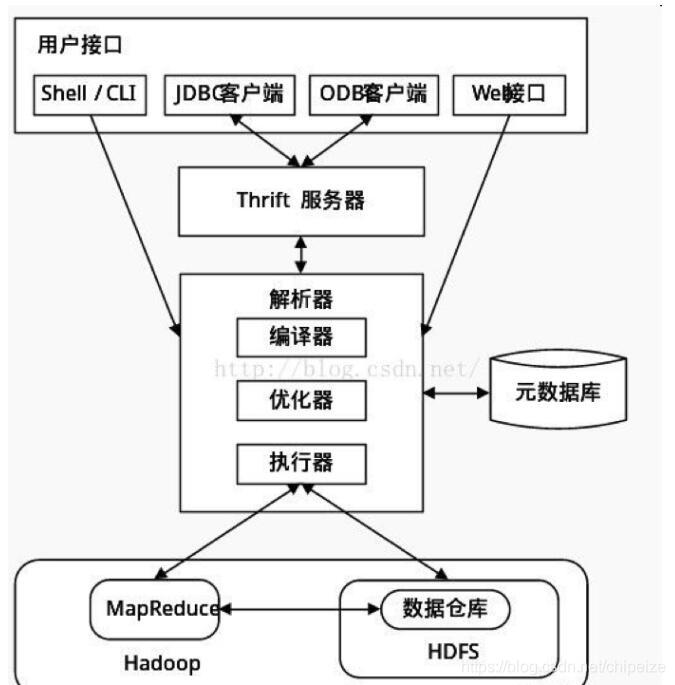 用户接口
Shell / CLI
JDBC客户端
ODBC客户端
Web接口
Thrift 服务器
解析器
编译器
http://blog.csdn.net/
优化器
元数据库
执行器
MapReduce
数据仓库
Hadoop
HDFS
https://blog.csdn.net/chipeize